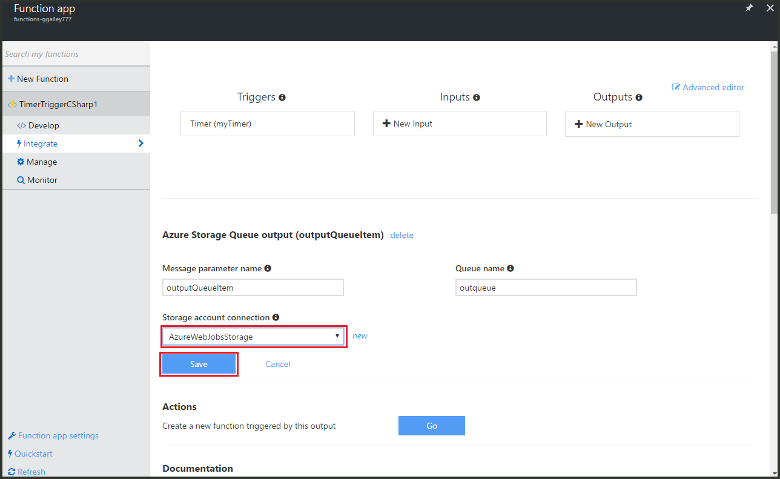 Function app
functions-ggailey777
Search my functions
New Function
TimerTriggerCSharp1
Develop
Integrate
Manage
Monitor
Function app settings
Quickstart
Refresh
Advanced editor
Triggers
Inputs
Outputs
Timer (myTimer)
New Input
New Output
Azure Storage Queue output (outputQueueItem) delete
Message parameter name
Queue name
outputQueueItem
outqueue
Storage account connection
AzureWebJobsStorage
new
Save
Cancel
Actions
Create a new function triggered by this output
Go
Documentation